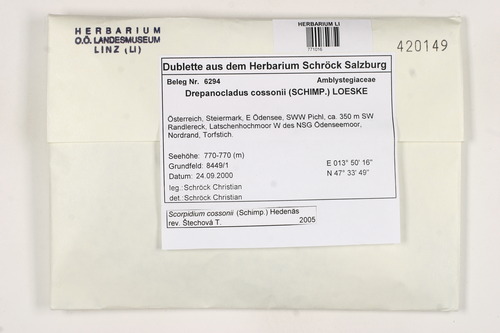 HERBARIUM
O.Ö. LANDESMUSEUM
LINZ (LI)
HERBARIUM LI
771016
420149
Dublette aus dem Herbarium Schröck Salzburg
Beleg Nr. 6294 Amblystegiaceae
Drepanocladus cossonii (SCHIMP.) LOESKE
Österreich, Steiermark, E Ödensee, SWW Pichl, ca. 350 m SW
Randlereck, Latschenhochmoor W des NSG Ödenseemoor,
Nordrand, Torfstich.
Seehöhe: 770-770 (m) E 013° 50' 16"
Grundfeld: 8449/1 N 47° 33' 49"
Datum: 24.09.2000
leg.: Schröck Christian
det.: Schröck Christian
Scorpidium cossonii (Schimp.) Hedenäs
rev. Štechová T. 2005